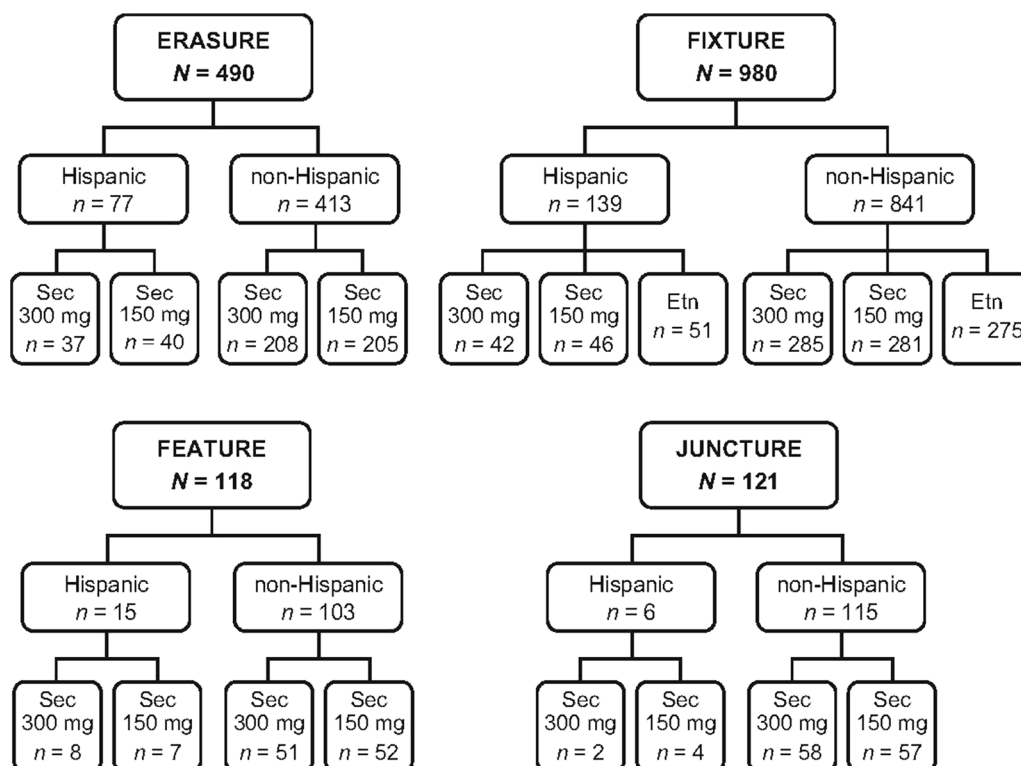 ERASURE
N = 490
Hispanic
n = 77
non-Hispanic
n = 413
Sec
300 mg
n = 37
Sec
150 mg
n = 40
Sec
300 mg
n = 208
Sec
150 mg
n = 205
FIXTURE
N = 980
Hispanic
n = 139
non-Hispanic
n = 841
Sec
300 mg
n = 42
Sec
150 mg
n = 46
Etn
n = 51
Sec
300 mg
n = 285
Sec
150 mg
n = 281
Etn
n = 275
FEATURE
N = 118
Hispanic
n = 15
non-Hispanic
n = 103
Sec
300 mg
n = 8
Sec
150 mg
n = 7
Sec
300 mg
n = 51
Sec
150 mg
n = 52
JUNCTURE
N = 121
Hispanic
n = 6
non-Hispanic
n = 115
Sec
300 mg
n = 2
Sec
150 mg
n = 4
Sec
300 mg
n = 58
Sec
150 mg
n = 57